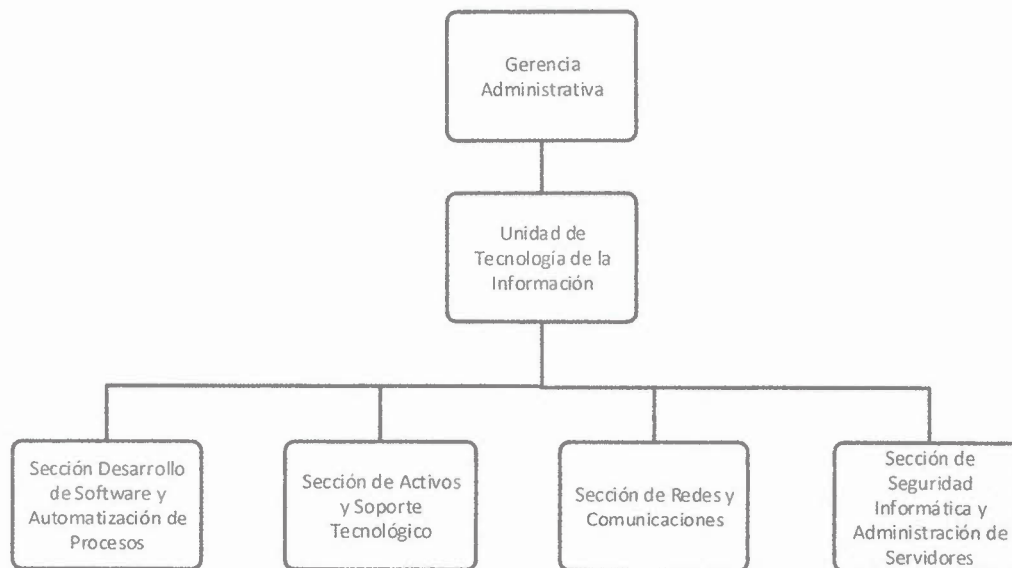 Gerencia
Administrativa
Unidad de
Tecnología de la
Información
Sección Desarrollo
de Software y
Automatización de
Procesos
Sección de Activos
y Soporte
Tecnológico
Sección de Redes y
Comunicaciones
Sección de
Seguridad
Informática y
Administración de
Servidores